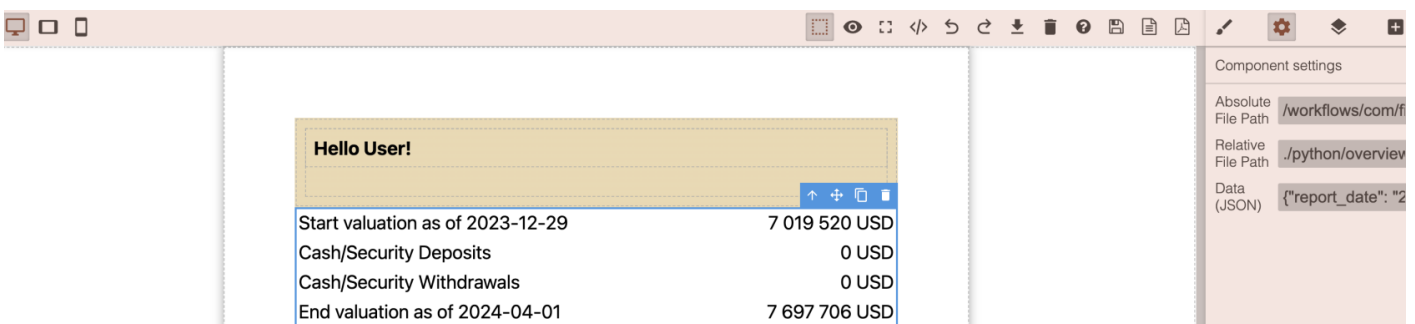 Component settings
Absolute
File Path
/workflows/com/fi
Relative
File Path
./python/overview
Data
(JSON)
{"report_date": "2
Hello User!
Start valuation as of 2023-12-29 7 019 520 USD
Cash/Security Deposits 0 USD
Cash/Security Withdrawals 0 USD
End valuation as of 2024-04-01 7 697 706 USD